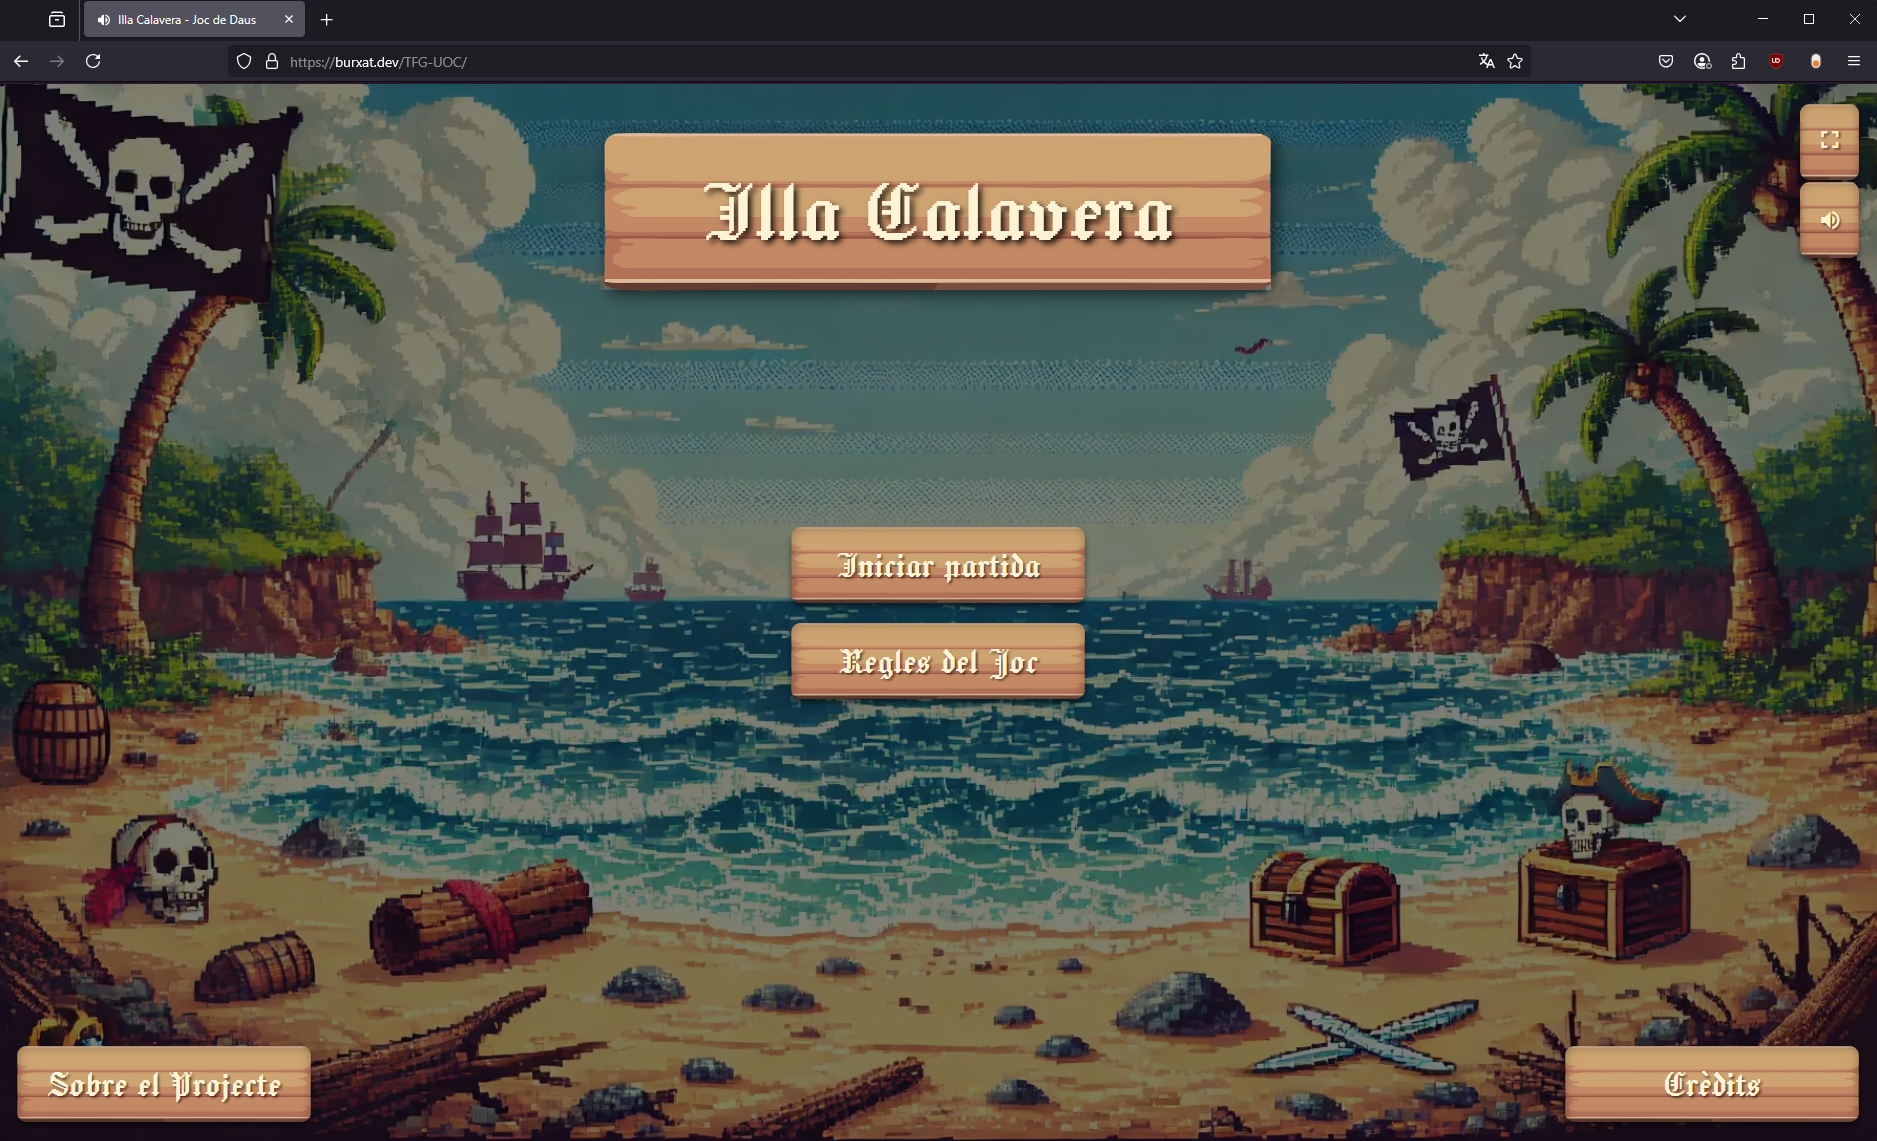 Illa Calavera - Joc de Daus
https://burxat.dev/TFG-UOC/
Illa Calavera
Iniciar partida
Regles del Joc
Sobre el Projecte
Crèdits